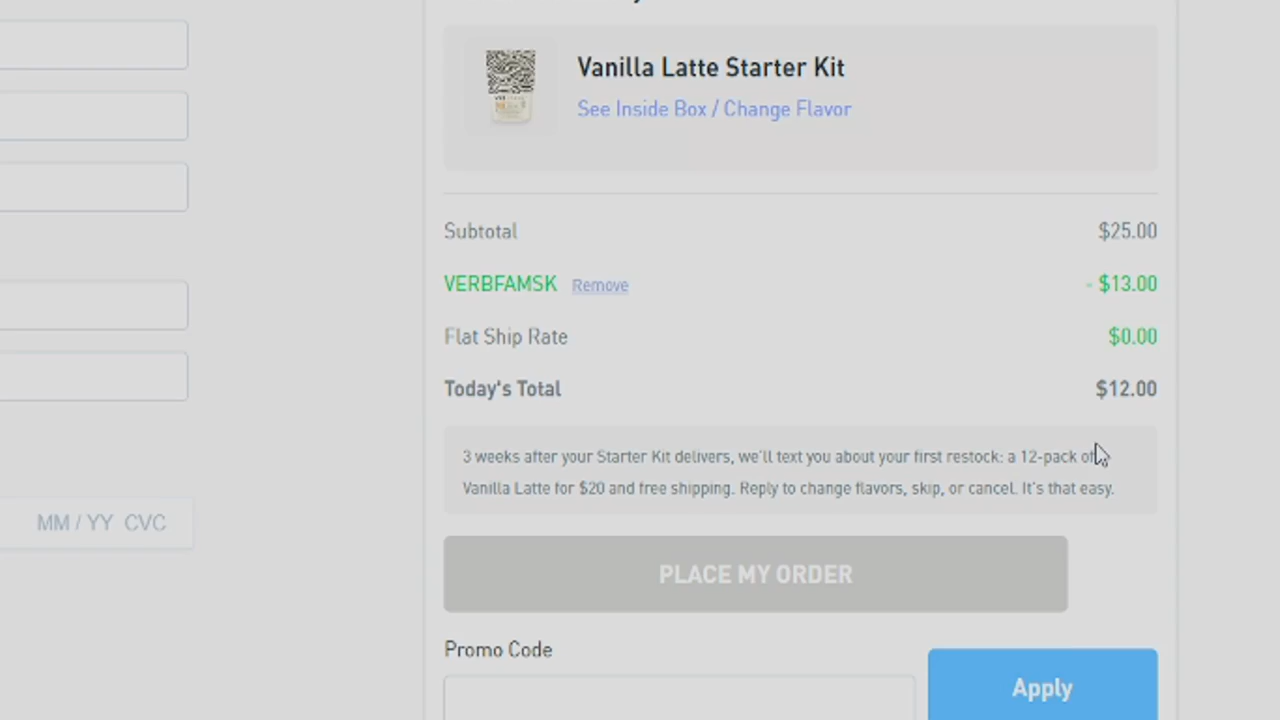 Vanilla Latte Starter Kit
See Inside Box / Change Flavor
Subtotal $25.00
VERBFAMSK Remove - $13.00
Flat Ship Rate $0.00
Today's Total $12.00
3 weeks after your Starter Kit delivers, we'll text you about your first restock: a 12-pack of
Vanilla Latte for $20 and free shipping. Reply to change flavors, skip, or cancel. It's that easy.
MM / YY CVC
PLACE MY ORDER
Promo Code
Apply